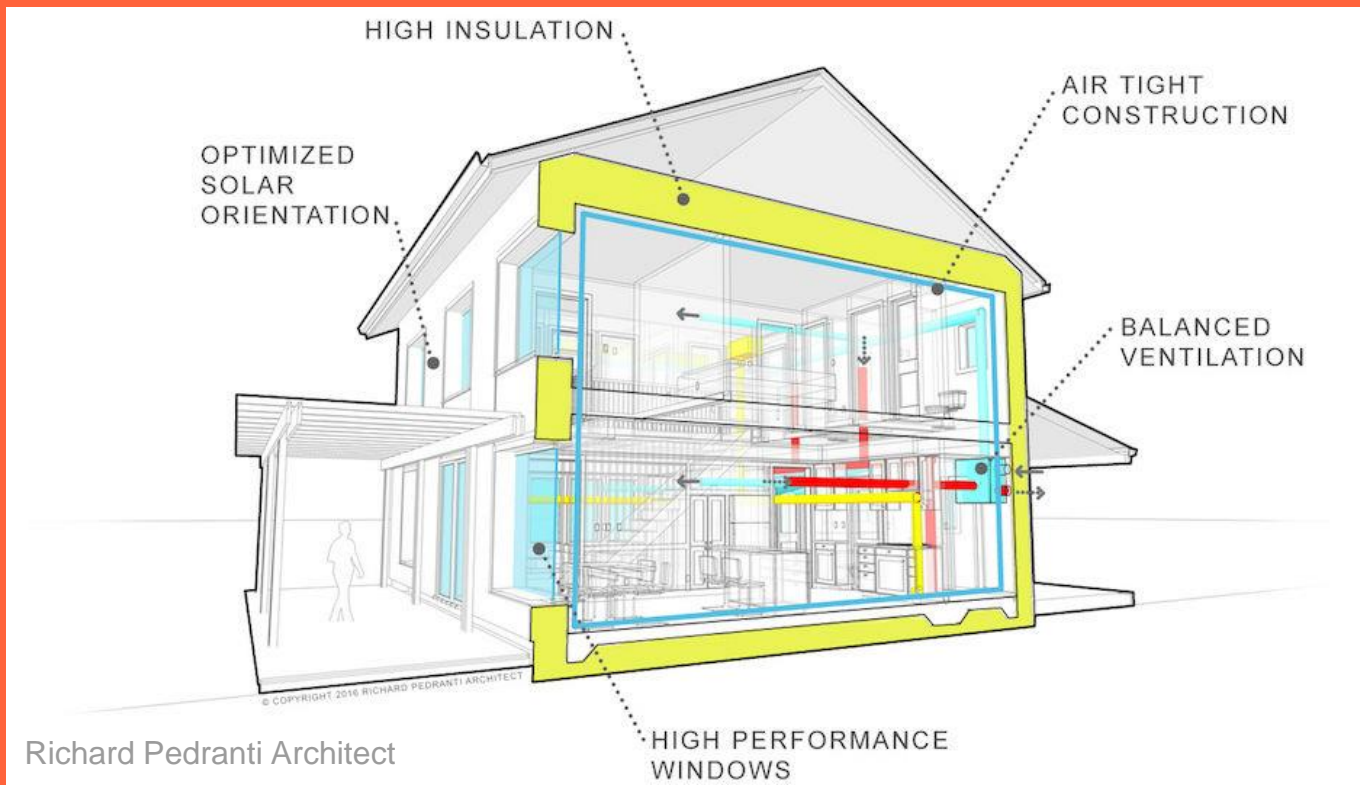 HIGH INSULATION
AIR TIGHT
CONSTRUCTION
OPTIMIZED
SOLAR
ORIENTATION
BALANCED
VENTILATION
© COPYRIGHT 2016 RICHARD PEDRANTI ARCHITECT
Richard Pedranti Architect
HIGH PERFORMANCE
WINDOWS